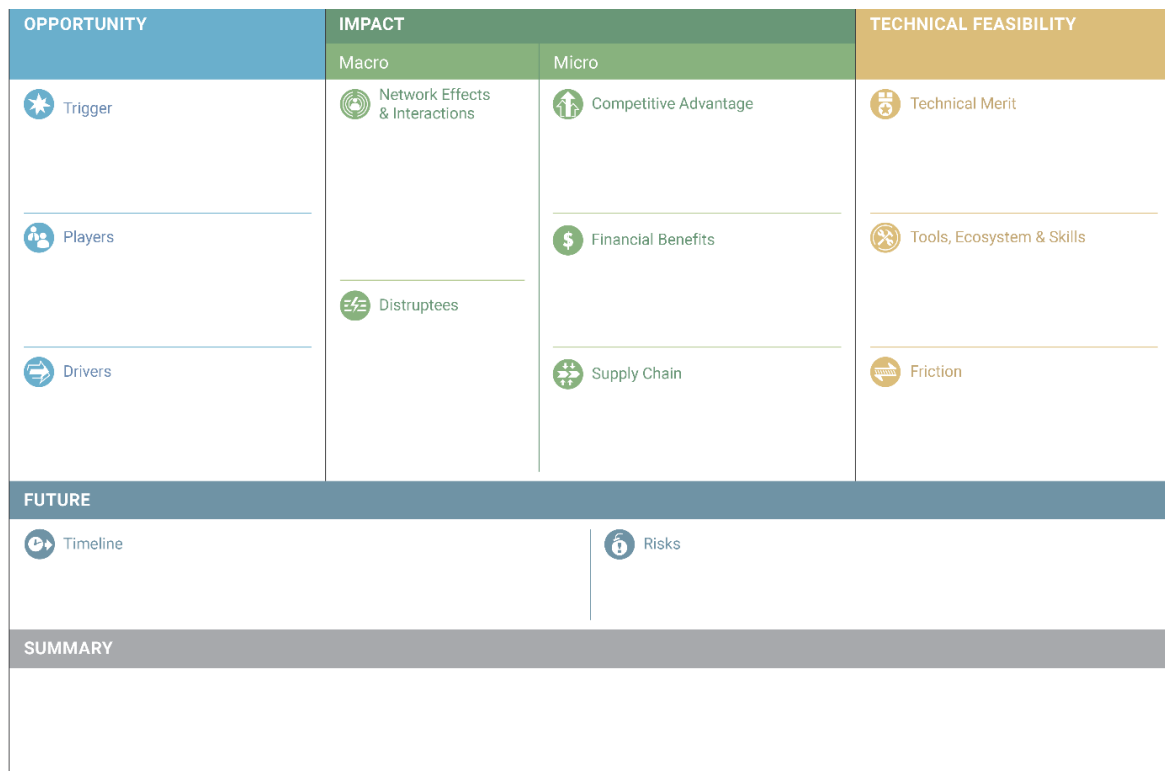 OPPORTUNITY
Trigger
Players
Drivers
IMPACT
Macro
Network Effects
& Interactions
Distruptees
Micro
Competitive Advantage
$
Financial Benefits
Supply Chain
TECHNICAL FEASIBILITY
Technical Merit
Tools, Ecosystem & Skills
Friction
FUTURE
Timeline
Risks
SUMMARY